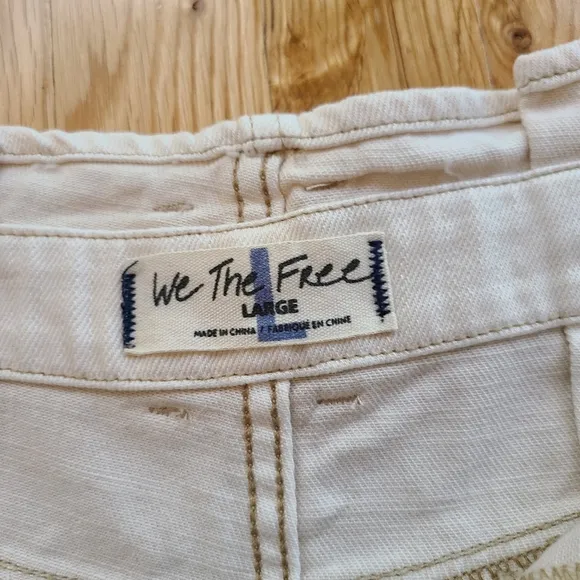 We The Free
L
LARGE
MADE IN CHINA / FABRIQUÉ EN CHINE